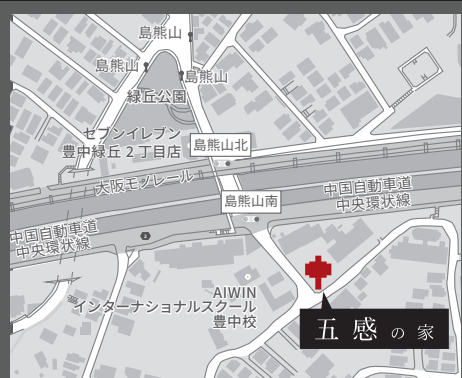 島熊山
島熊山
島熊山
緑丘公園
セブンイレブン
豊中緑丘２丁目店
島熊山北
大阪モノレール
島熊山南
中国自動車道
中央環状線
中国自動車道
中央環状線
2
AIWIN
インターナショナルスクール
豊中校
五感の家